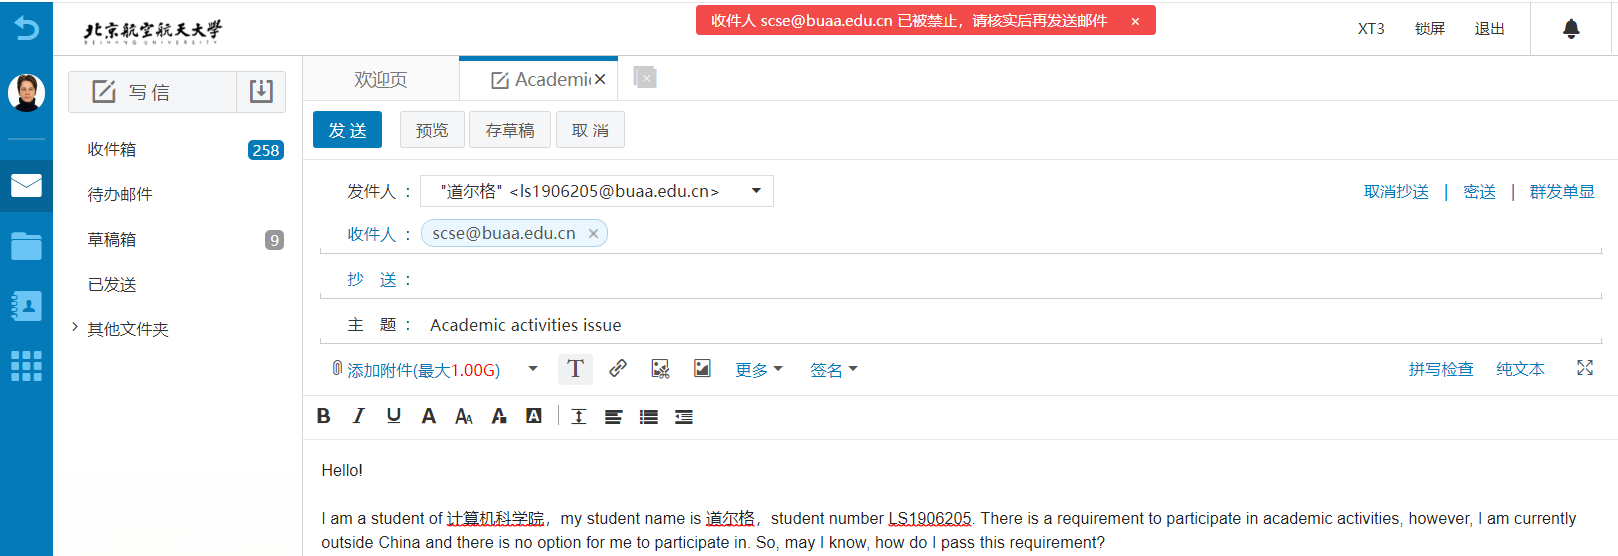 收件人 scse@buaa.edu.cn 已被禁止，请核实后再发送邮件 ×
北京航空航天大學
BEIHANG UNIVERSITY
XT3 锁屏 退出
写 信
欢迎页 Academic ×
收件箱 258
待办邮件
草稿箱 9
已发送
其他文件夹
发 送 预览 存草稿 取 消
发件人 ： "道尔格" <ls1906205@buaa.edu.cn>
取消抄送 | 密送 | 群发单显
收件人 ： scse@buaa.edu.cn ×
抄 送 ：
主 题 ： Academic activities issue
添加附件(最大1.00G) T 更多 签名 拼写检查 纯文本
B I U A AA A A
Hello!
I am a student of 计算机科学院，my student name is 道尔格，student number LS1906205. There is a requirement to participate in academic activities, however, I am currently
outside China and there is no option for me to participate in. So, may I know, how do I pass this requirement?